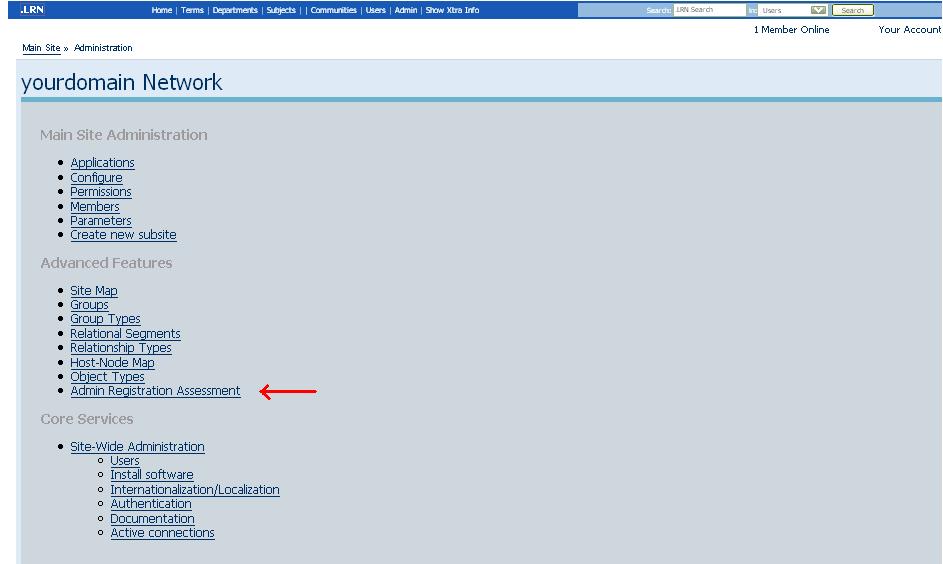 .LRN Home | Terms | Departments | Subjects | | Communities | Users | Admin | Show Xtra Info Search: .LRN Search in: Users Search
1 Member Online Your Account
Main Site » Administration
yourdomain Network
Main Site Administration
Applications
Configure
Permissions
Members
Parameters
Create new subsite
Advanced Features
Site Map
Groups
Group Types
Relational Segments
Relationship Types
Host-Node Map
Object Types
Admin Registration Assessment
Core Services
Site-Wide Administration
Users
Install software
Internationalization/Localization
Authentication
Documentation
Active connections